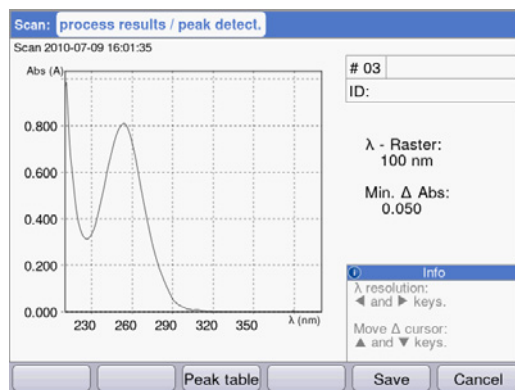 Scan: process results / peak detect.
Scan 2010-07-09 16:01:35
Abs (A)
0.800
0.600
0.400
0.200
0.000
230 260 290 320 350 λ (nm)
# 03
ID:
λ - Raster:
100 nm
Min. Δ Abs:
0.050
Info
λ resolution:
◀ and ▶ keys.
Move Δ cursor:
▲ and ▼ keys.
Peak table Save Cancel